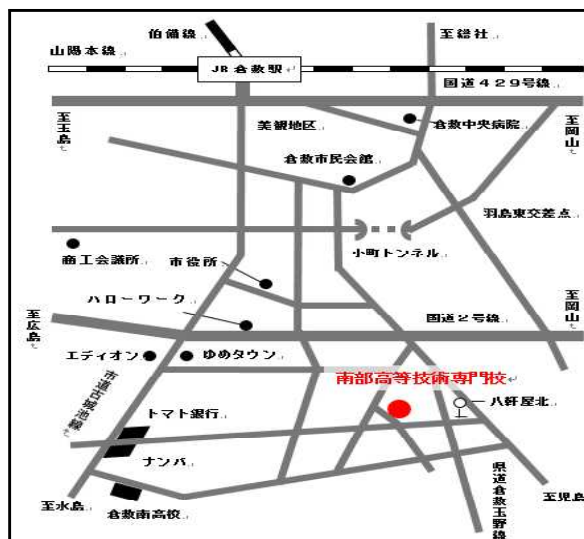 伯備線
至総社
山陽本線
JR倉敷駅
国道429号線
至玉島
美観地区
倉敷中央病院
至岡山
倉敷市民会館
羽島東交差点
小町トンネル
商工会議所
市役所
ハローワーク
至広島
国道2号線
至岡山
エディオン
ゆめタウン
南部高等技術専門校
市道古城池線
トマト銀行
八軒屋北
ナンバ
至水島
倉敷南高校
県道倉敷玉野線
至児島